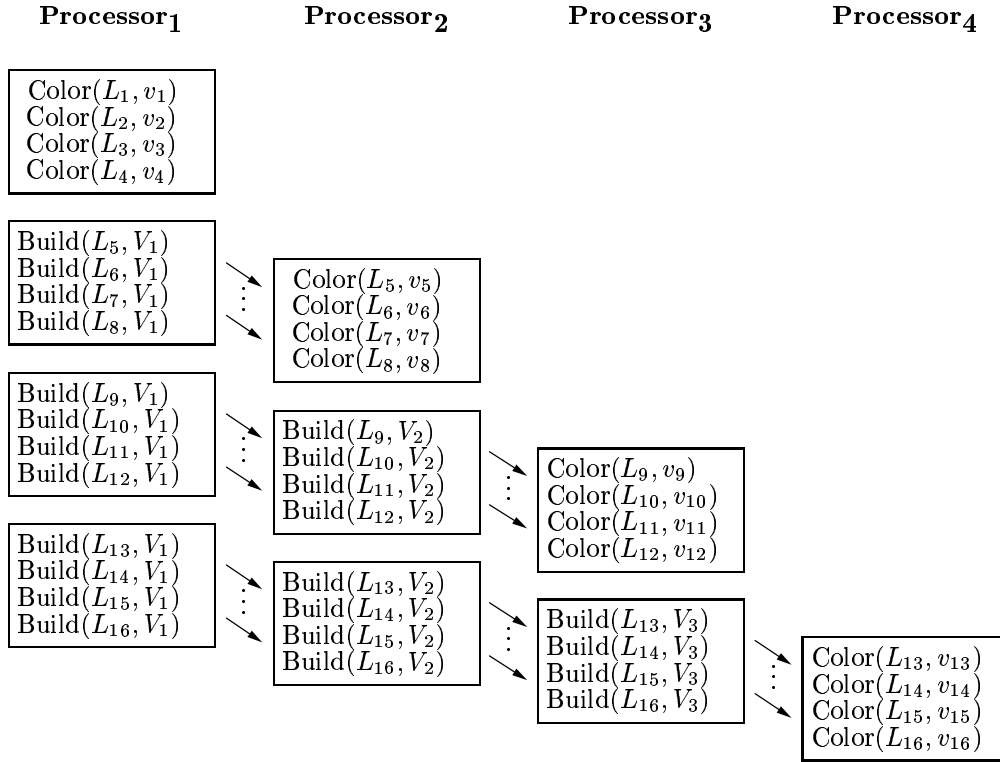 Processor1
Processor2
Processor3
Processor4
Color(L1, v1)
Color(L2, v2)
Color(L3, v3)
Color(L4, v4)
Build(L5, V1)
Build(L6, V1)
Build(L7, V1)
Build(L8, V1)
Color(L5, v5)
Color(L6, v6)
Color(L7, v7)
Color(L8, v8)
Build(L9, V1)
Build(L10, V1)
Build(L11, V1)
Build(L12, V1)
Build(L9, V2)
Build(L10, V2)
Build(L11, V2)
Build(L12, V2)
Color(L9, v9)
Color(L10, v10)
Color(L11, v11)
Color(L12, v12)
Build(L13, V1)
Build(L14, V1)
Build(L15, V1)
Build(L16, V1)
Build(L13, V2)
Build(L14, V2)
Build(L15, V2)
Build(L16, V2)
Build(L13, V3)
Build(L14, V3)
Build(L15, V3)
Build(L16, V3)
Color(L13, v13)
Color(L14, v14)
Color(L15, v15)
Color(L16, v16)